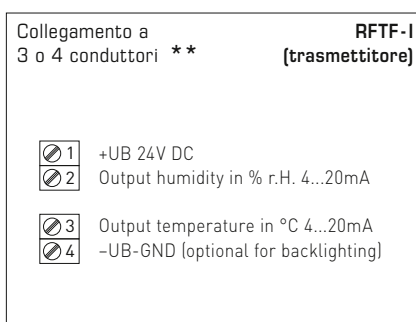 Collegamento a RFTF-I
3 o 4 conduttori ** (trasmettitore)
1 +UB 24V DC
2 Output humidity in % r.H. 4...20mA
3 Output temperature in °C 4...20mA
4 –UB-GND (optional for backlighting)